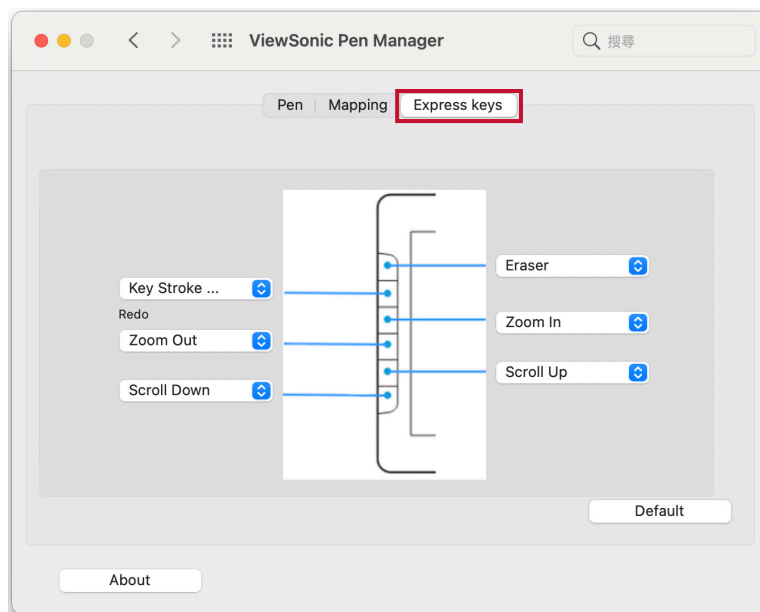 ViewSonic Pen Manager
搜尋
Pen
Mapping
Express keys
Eraser
Key Stroke ...
Redo
Zoom In
Zoom Out
Scroll Up
Scroll Down
Default
About